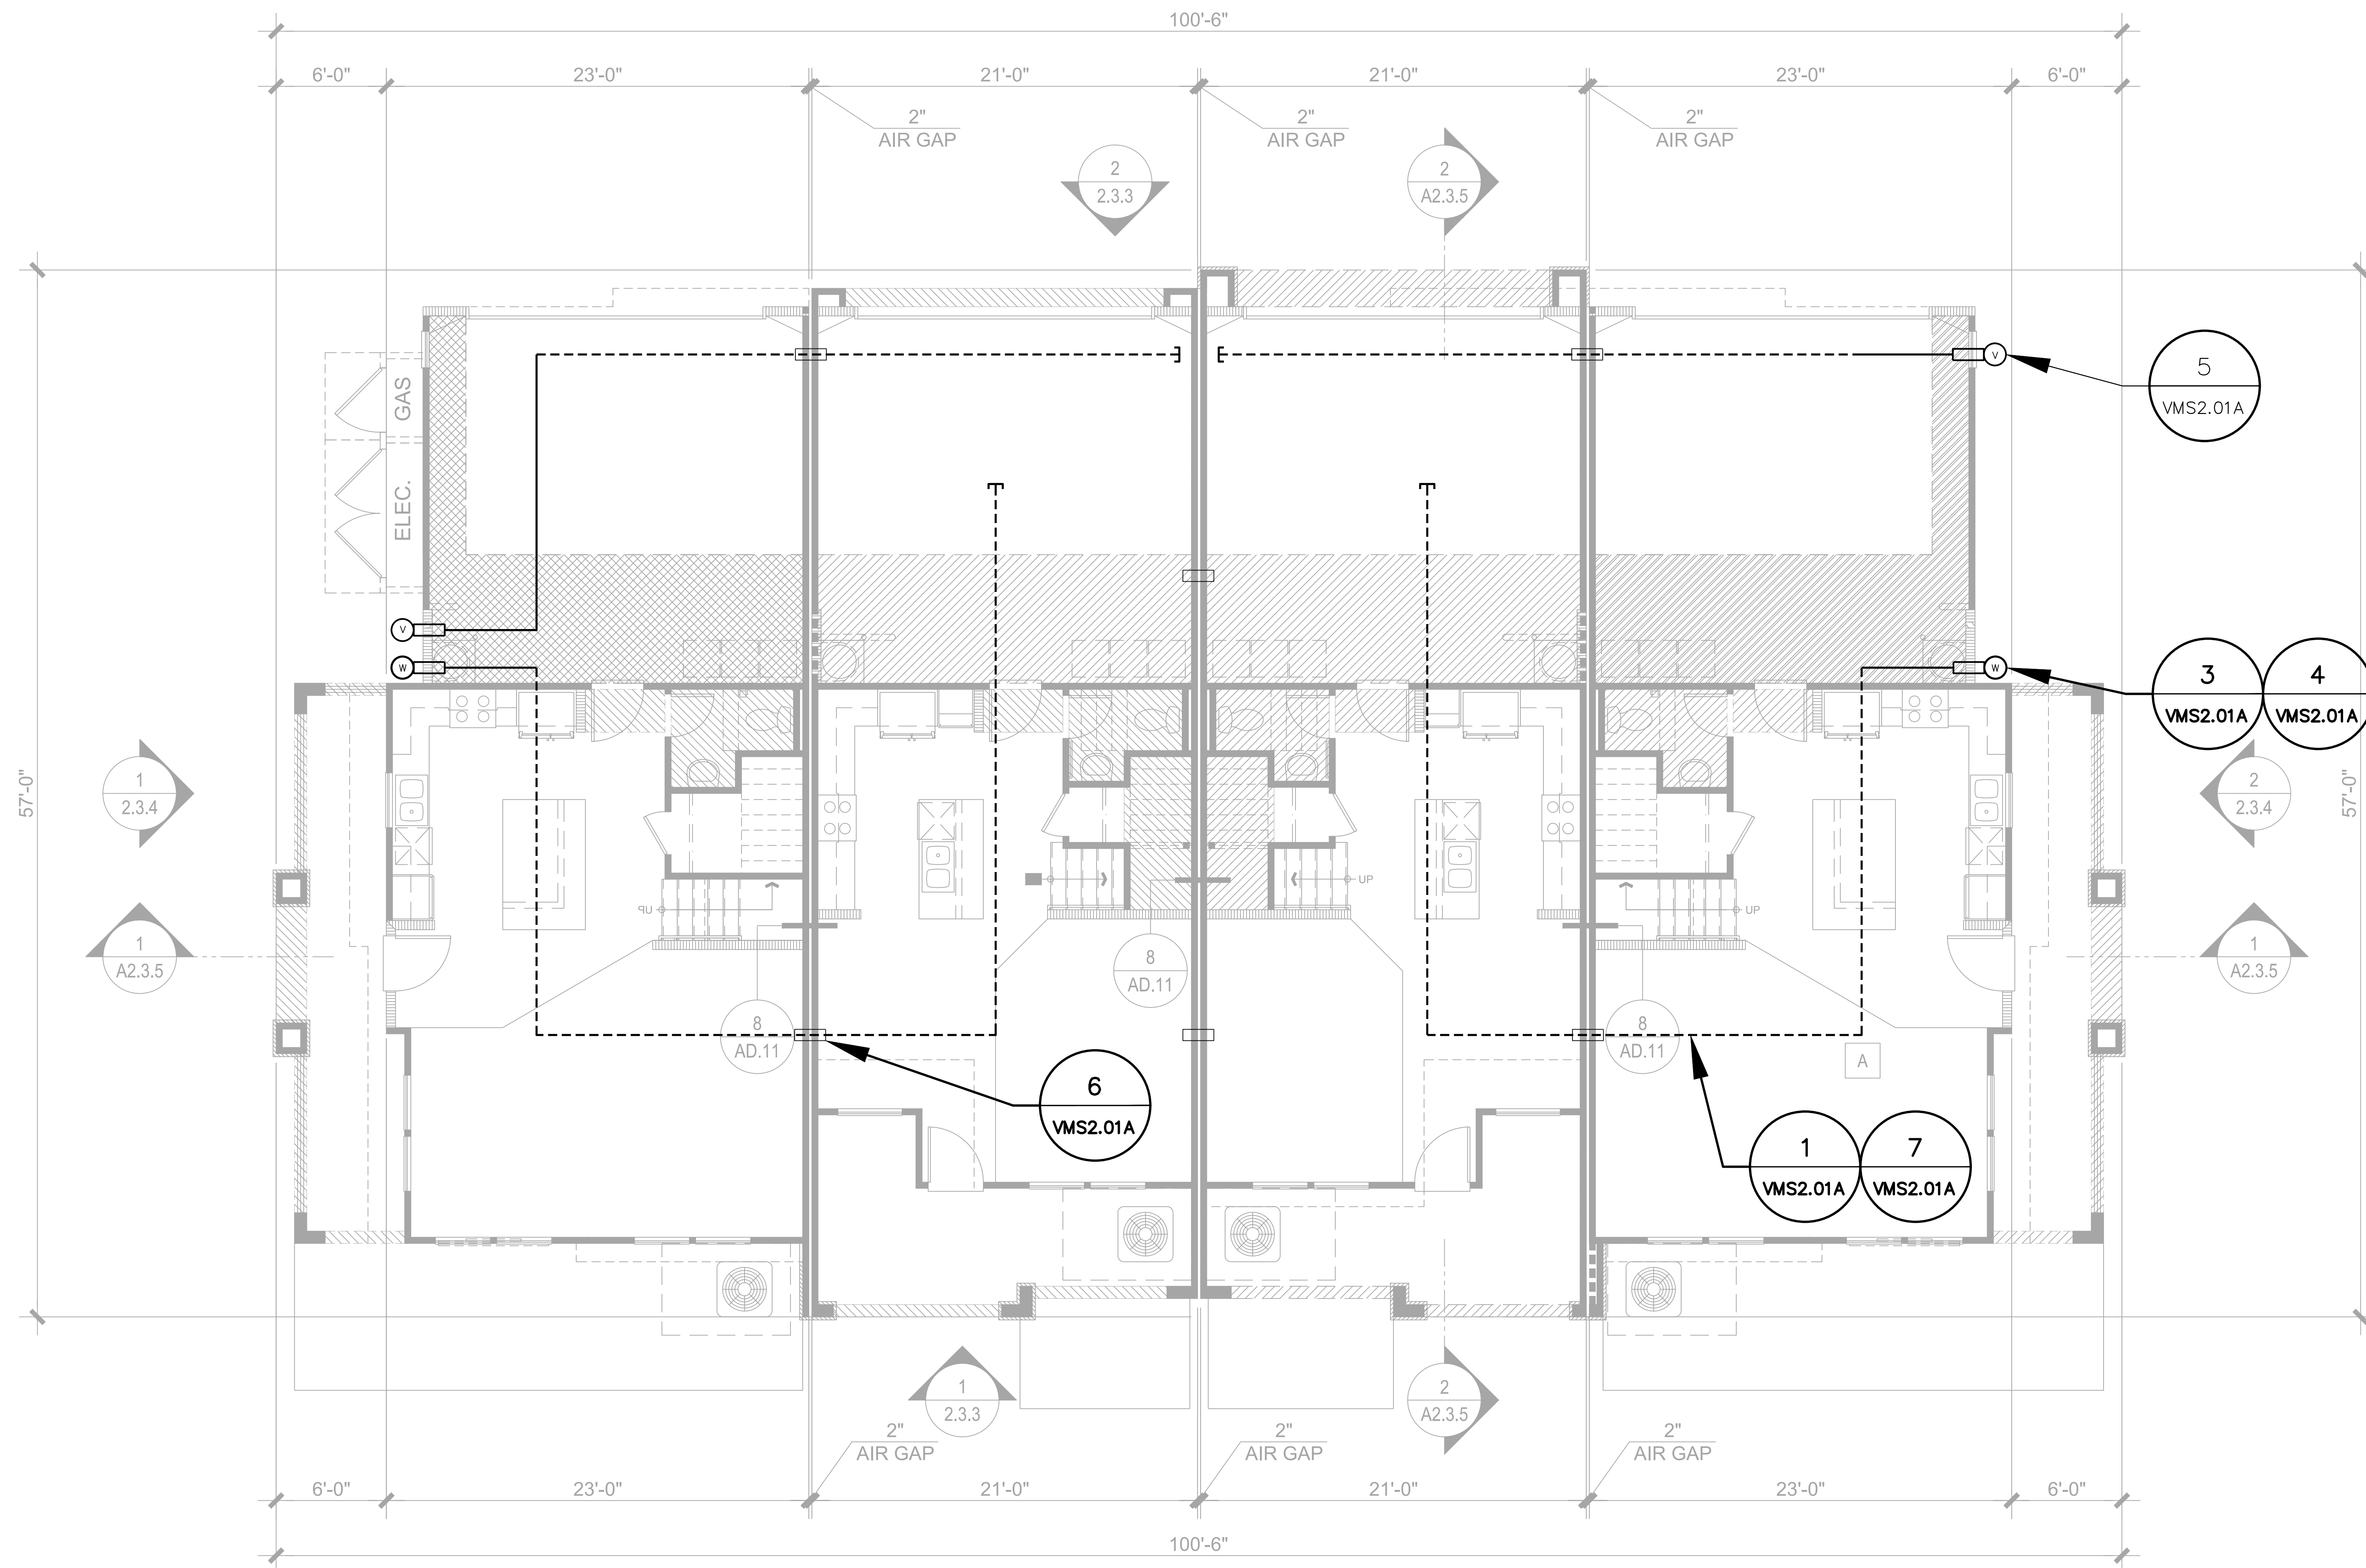 100'-6"
6'-0"
23'-0"
21'-0"
21'-0"
23'-0"
6'-0"
2"
AIR GAP
2"
AIR GAP
2"
AIR GAP
2
2.3.3
2
A2.3.5
5
VMS2.01A
V
GAS
ELEC.
V
W
W
3
VMS2.01A
4
VMS2.01A
57'-0"
57'-0"
1
2.3.4
2
2.3.4
UP
UP
UP
1
A2.3.5
1
A2.3.5
8
AD.11
8
AD.11
8
AD.11
A
6
VMS2.01A
1
VMS2.01A
7
VMS2.01A
1
2.3.3
2
A2.3.5
2"
AIR GAP
2"
AIR GAP
2"
AIR GAP
6'-0"
23'-0"
21'-0"
21'-0"
23'-0"
6'-0"
100'-6"